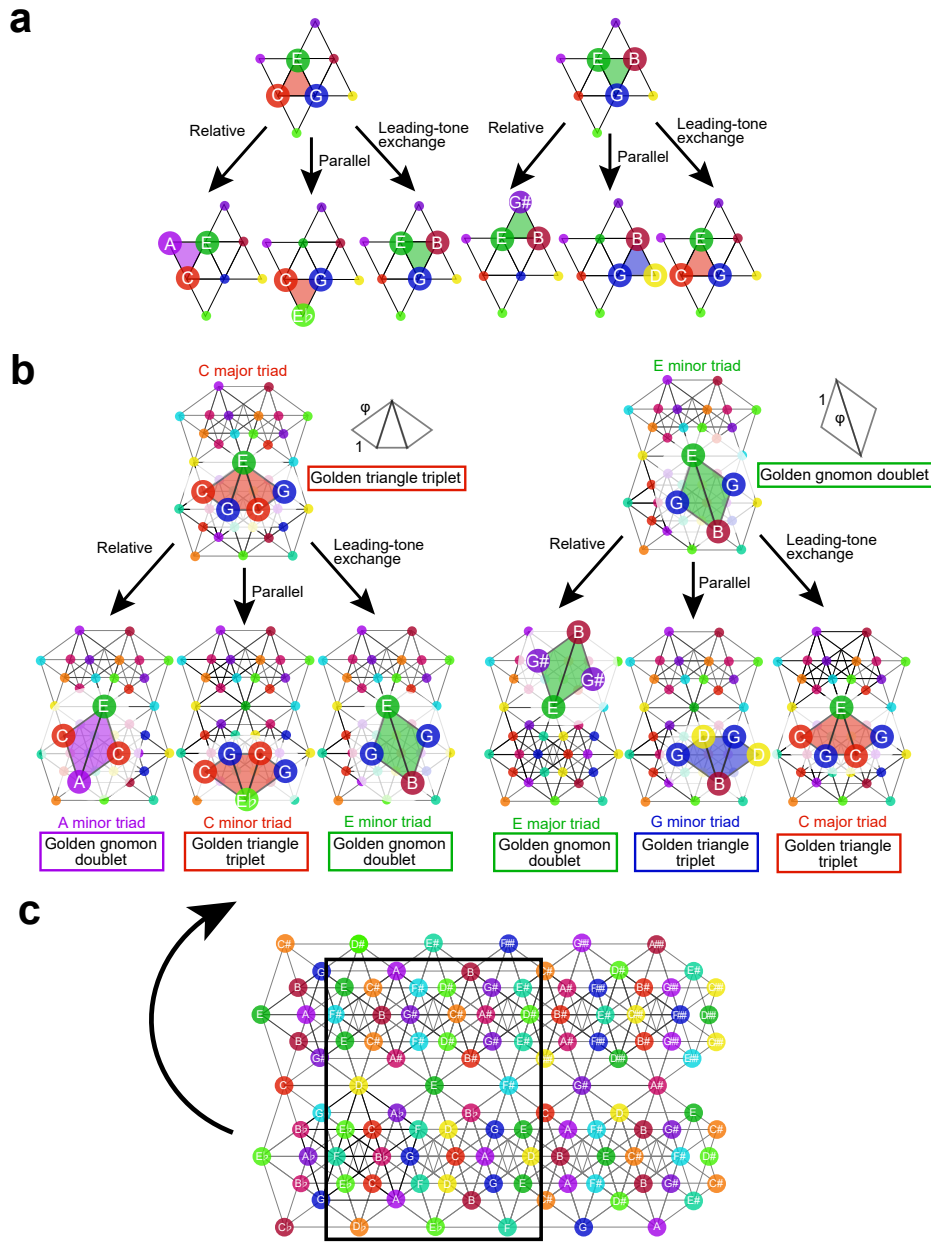 a
E
C
G
E
B
G
Relative
Parallel
Leading-tone
exchange
Relative
Parallel
Leading-tone
exchange
A
E
C
C
G
E♭
E
B
G
G#
E
B
B
G
D
E
C
G
b
C major triad
E
C
G
G
C
φ
1
Golden triangle triplet
E minor triad
E
G
G
B
1
φ
Golden gnomon doublet
Relative
Parallel
Leading-tone
exchange
Relative
Parallel
Leading-tone
exchange
E
C
C
A
G
C
C
G
E♭
E
G
G
B
B
G#
G#
E
D
G
G
D
B
E
C
C
G
G
C
A minor triad
C minor triad
E minor triad
E major triad
G minor triad
C major triad
Golden gnomon
doublet
Golden triangle
triplet
Golden gnomon
doublet
Golden gnomon
doublet
Golden triangle
triplet
Golden triangle
triplet
c
C# D# E# F## G## A##
G A B D# E#
B E C# F# D# G# E# A# F## B# G##
E A F# B G# C# A# D# B# E# D##
B E C# F# D# G# E# A# F## B# G##
G# A# B# D## F##
C D E F# G# A#
G A♭ B♭ C D E
B♭ E♭ C F D G E A F# B G# C#
E♭ A♭ F B♭ G C A D B E C# F# D#
B♭ E♭ C F D G E A F# B G# C#
G A B C# D# E#
C♭ D♭ E♭ F G A